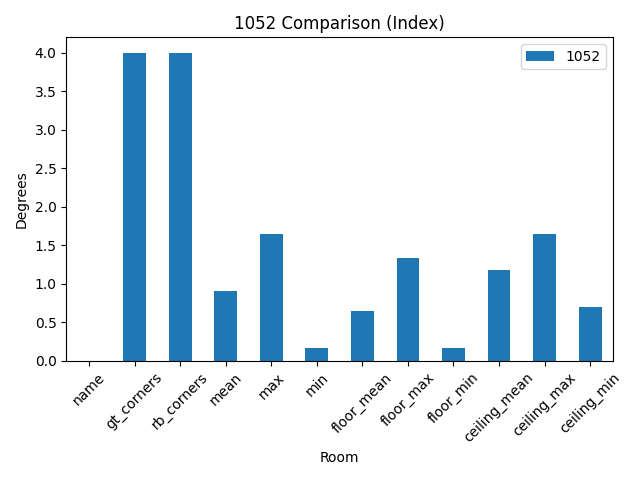 1052 Comparison (Index)
1052
4.0
3.5
3.0
2.5
2.0
1.5
1.0
0.5
0.0
Degrees
name
gt_corners
rb_corners
mean
max
min
floor_mean
floor_max
floor_min
ceiling_mean
ceiling_max
ceiling_min
Room